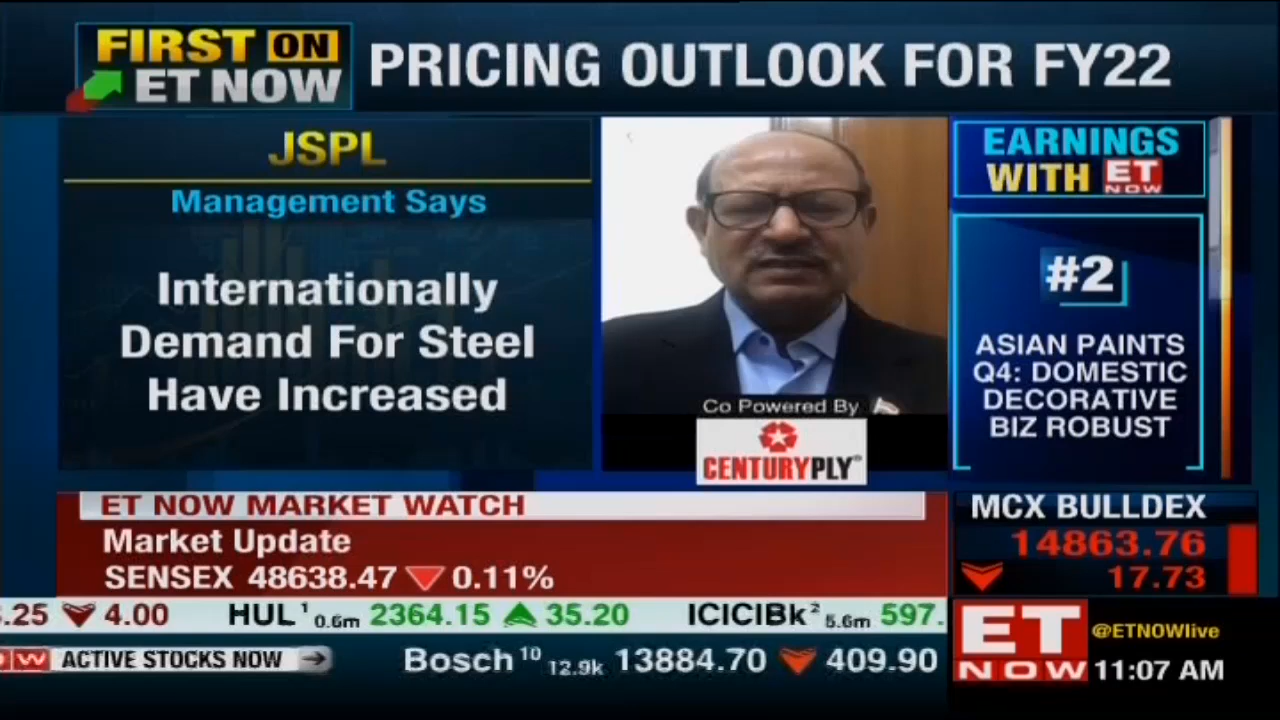 FIRST ON
ET NOW
PRICING OUTLOOK FOR FY22
JSPL
Management Says
Internationally
Demand For Steel
Have Increased
Co Powered By
CENTURYPLY®
EARNINGS
WITH ET NOW
#2
ASIAN PAINTS
Q4: DOMESTIC
DECORATIVE
BIZ ROBUST
ET NOW MARKET WATCH
Market Update
SENSEX 48638.47 0.11%
MCX BULLDEX
14863.76
17.73
.25 4.00 HUL 1 0.6m 2364.15 35.20 ICICIBk 2 5.6m 597.
ACTIVE STOCKS NOW Bosch 10 12.9k 13884.70 409.90
ET
NOW
@ETNOWlive
11:07 AM